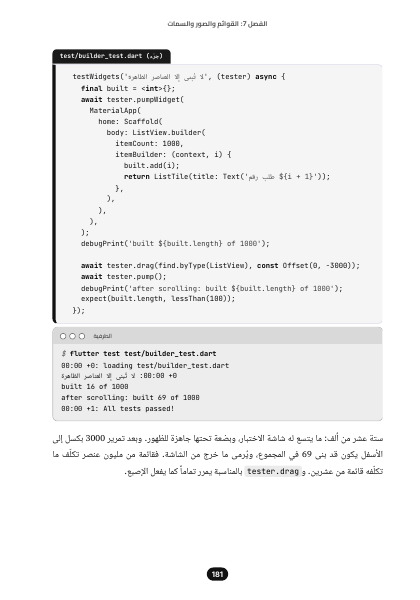 الفصل 7: القوائم والصور والسمات
test/builder_test.dart (جزء)
testWidgets('لا تُبنى إلا العناصر الظاهرة', (tester) async {
final built = <int>{};
await tester.pumpWidget(
MaterialApp(
home: Scaffold(
body: ListView.builder(
itemCount: 1000,
itemBuilder: (context, i) {
built.add(i);
return ListTile(title: Text('طلب رقم ${i + 1}'));
},
),
),
),
);
debugPrint('built ${built.length} of 1000');
await tester.drag(find.byType(ListView), const Offset(0, -3000));
await tester.pump();
debugPrint('after scrolling: built ${built.length} of 1000');
expect(built.length, lessThan(100));
});
الطرفية
$ flutter test test/builder_test.dart
00:00 +0: loading test/builder_test.dart
00:00 +0: لا تُبنى إلا العناصر الظاهرة
built 16 of 1000
after scrolling: built 69 of 1000
00:00 +1: All tests passed!
ستة عشر من ألف: ما يتسع له شاشة الاختبار، وبضعة تحتها جاهزة للظهور. وبعد تمرير 3000 بكسل إلى
الأسفل يكون قد بنى 69 في المجموع، ويُرمى ما خرج من الشاشة. فقائمة من مليون عنصر تكلّف ما
تكلّفه قائمة من عشرين. و tester.drag بالمناسبة يمرر تماماً كما يفعل الإصبع.
181